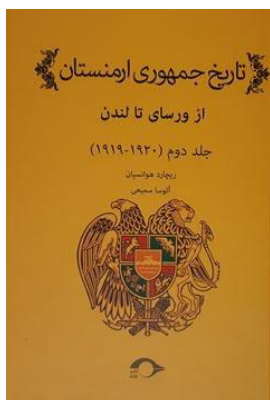 تاریخ جمهوری ارمنستان
از ورسای تا لندن
جلد دوم (۱۹۲۰-۱۹۱۹)
ریچارد هوانسیان
آتوسا سمیعی